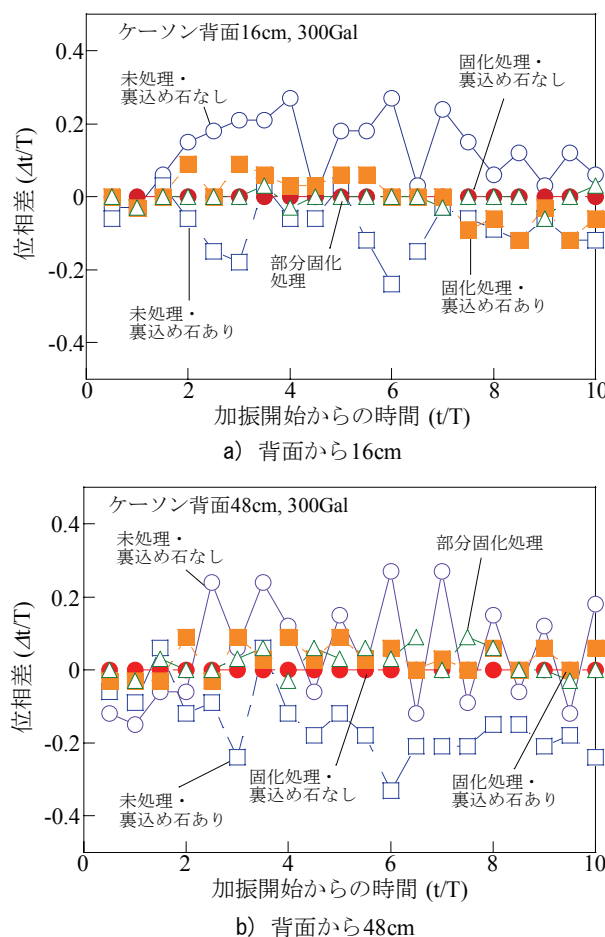 ケーソン背面16cm, 300Gal
未処理・
裏込め石なし
固化処理・
裏込め石なし
部分固化
処理
未処理・
裏込め石あり
固化処理・
裏込め石あり
位相差 (Δt/T)
0.4
0.2
0
-0.2
-0.4
0 2 4 6 8 10
加振開始からの時間 (t/T)
a) 背面から16cm
ケーソン背面48cm, 300Gal
未処理・
裏込め石なし
部分固化処理
未処理・
裏込め石あり
固化処理・
裏込め石なし
固化処理・
裏込め石あり
位相差 (Δt/T)
0.4
0.2
0
-0.2
-0.4
0 2 4 6 8 10
加振開始からの時間 (t/T)
b) 背面から48cm